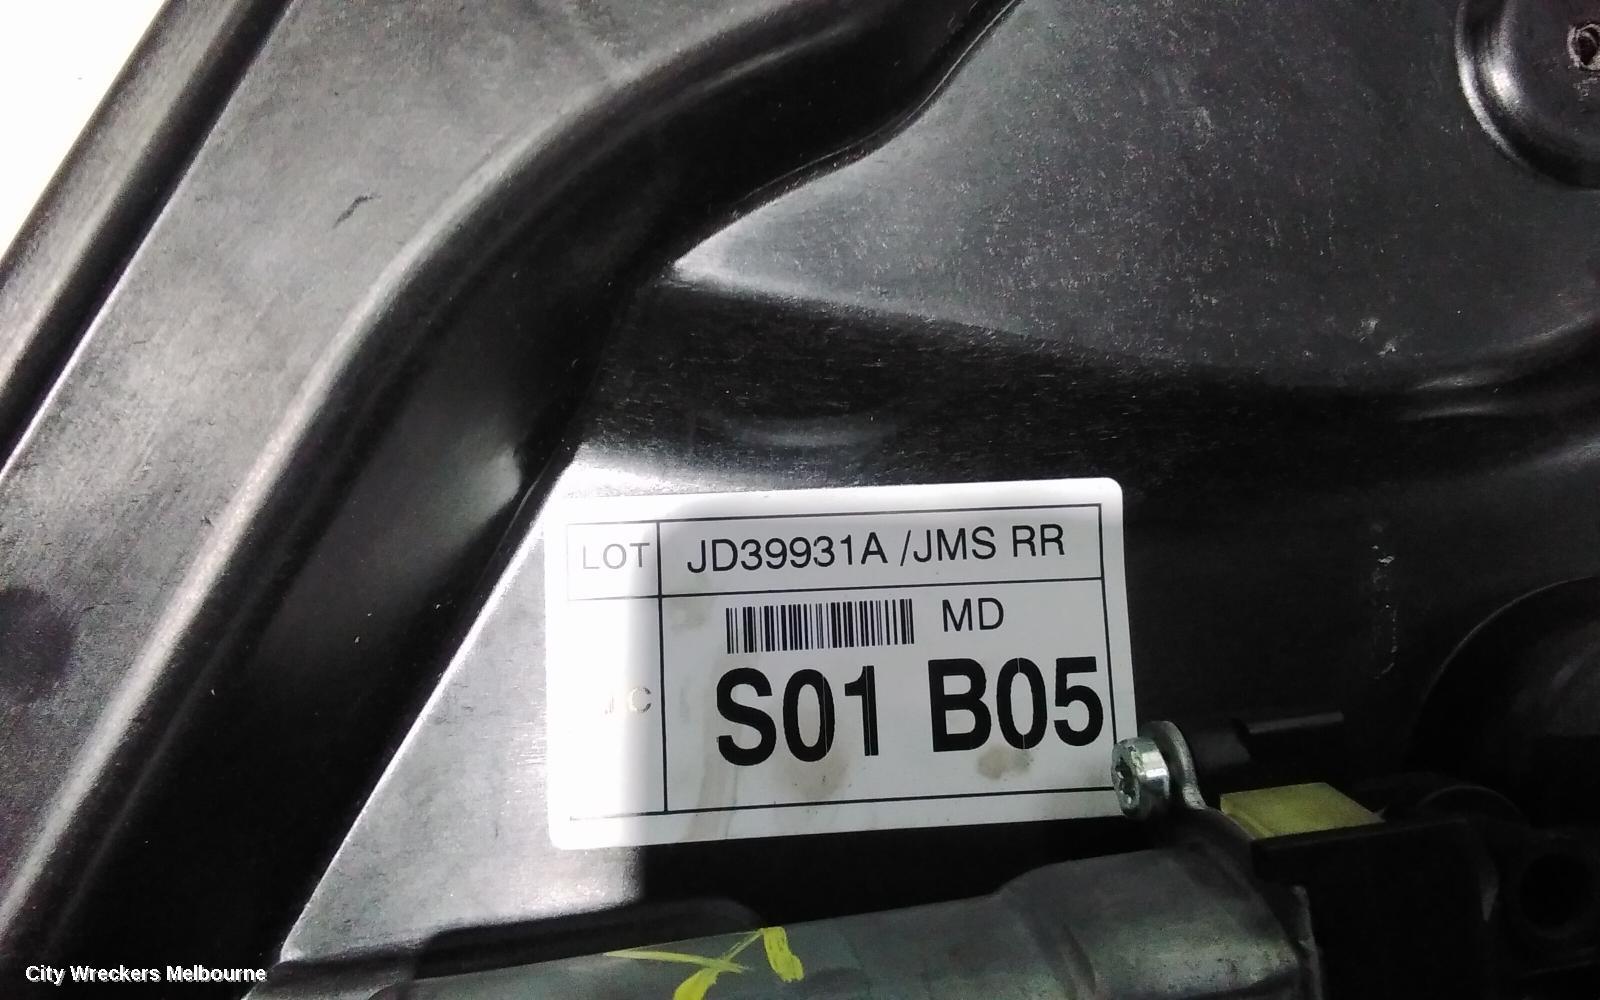 LOT JD39931A /JMS RR
MD
S01 B05
City Wreckers Melbourne